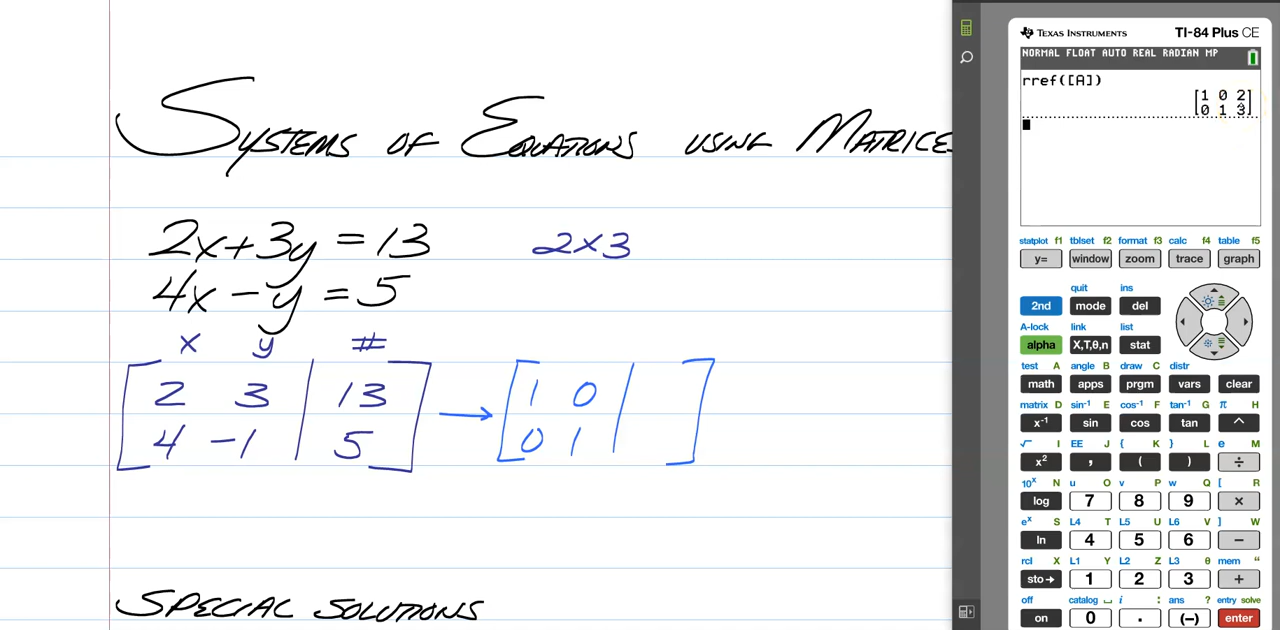 Systems of Equations using Matrices
2x+3y = 13 2x3
4x - y = 5
x y #
2 3 13 → 1 0
4 -1 5 0 1
Special Solutions
Texas Instruments TI-84 Plus CE
NORMAL FLOAT AUTO REAL RADIAN MP
rref([A])
[1 0 2]
[0 1 3]
statplot f1 tblset f2 format f3 calc f4 table f5
y= window zoom trace graph
quit ins
2nd mode del
A-lock link list
alpha X,T,θ,n stat
test A angle B draw C distr
math apps prgm vars clear
matrix D sin⁻¹ E cos⁻¹ F tan⁻¹ G π H
x⁻¹ sin cos tan ^
√ I EE J { K } L e M
x² , ( ) ÷
10ˣ N u O v P w Q [ R
log 7 8 9 ×
eˣ S L4 T L5 U L6 V ] W
ln 4 5 6 −
rcl X L1 Y L2 Z L3 θ mem "
sto→ 1 2 3 +
off catalog ⎵ i : ans ? entry solve
on 0 . (−) enter